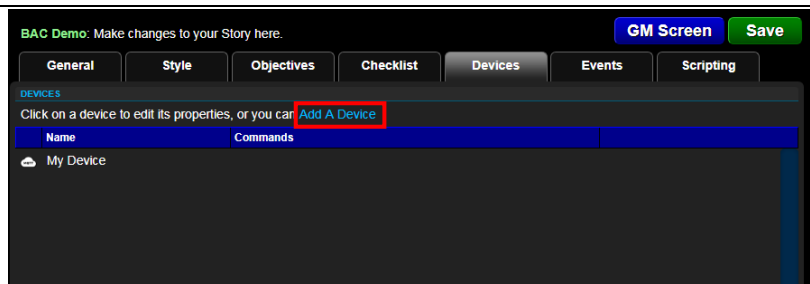 BAC Demo: Make changes to your Story here.
GM Screen
Save
General
Style
Objectives
Checklist
Devices
Events
Scripting
DEVICES
Click on a device to edit its properties, or you can Add A Device
Name
Commands
My Device